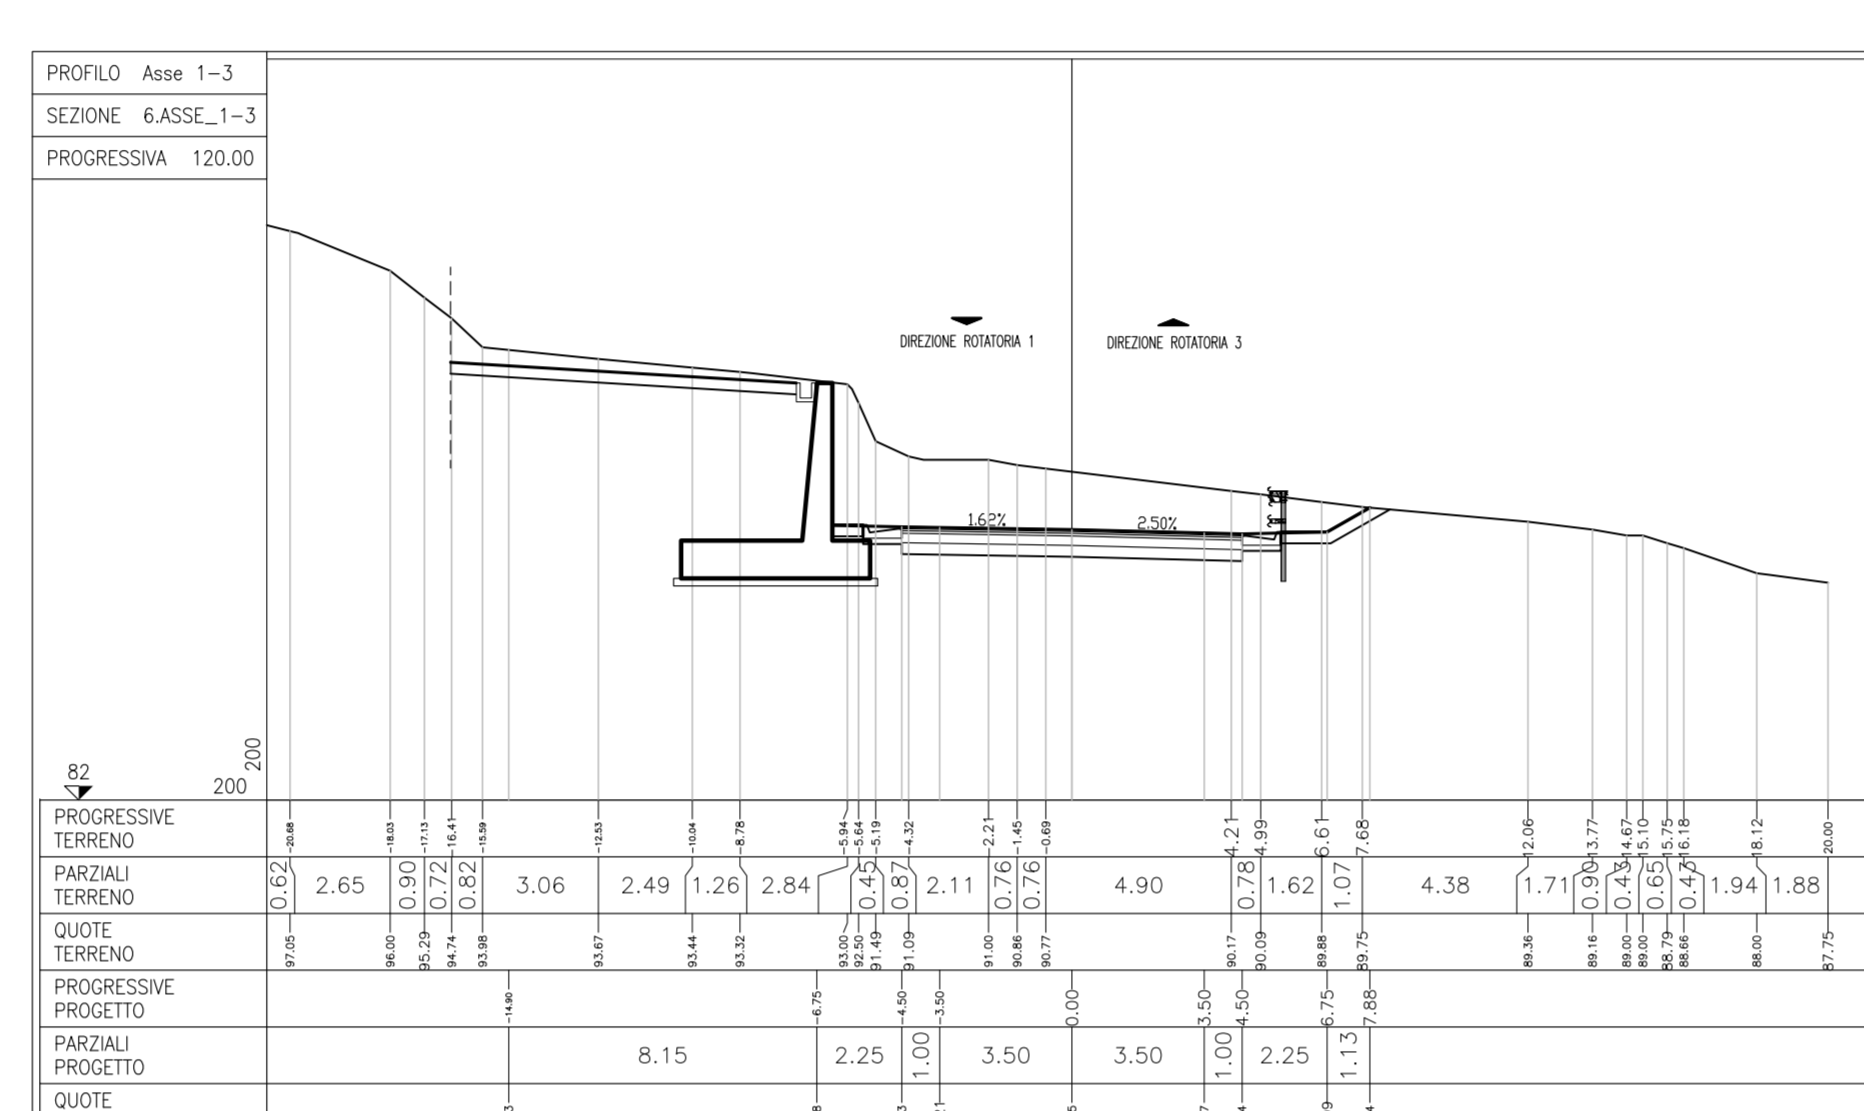 PROFILO Asse 1-3
SEZIONE 6.ASSE_1-3
PROGRESSIVA 120.00
DIREZIONE ROTATORIA 1
DIREZIONE ROTATORIA 3
1.62%
2.50%
82
200
200
PROGRESSIVE
TERRENO
-20.68 -18.03 -17.13 -16.41 -15.59 -12.53 -10.04 -8.78 -5.94 -5.64 -5.19 -4.32 -2.21 -1.45 -0.69 4.21 4.99 6.61 7.68 12.06 13.77 14.67 15.10 15.75 16.18 18.12 20.00
PARZIALI
TERRENO
0.62 2.65 0.90 0.72 0.82 3.06 2.49 1.26 2.84 0.45 0.87 2.11 0.76 0.76 4.90 0.78 1.62 1.07 4.38 1.71 0.90 0.43 0.65 0.43 1.94 1.88
QUOTE
TERRENO
97.05 96.00 95.29 94.74 93.98 93.67 93.44 93.32 93.00 92.50 91.49 91.09 91.00 90.86 90.77 90.17 90.09 89.88 89.75 89.36 89.16 89.00 89.00 88.79 88.66 88.00 87.75
PROGRESSIVE
PROGETTO
-14.90 -6.75 -4.50 -3.50 0.00 3.50 4.50 6.75 7.88
PARZIALI
PROGETTO
8.15 2.25 1.00 3.50 3.50 1.00 2.25 1.13
QUOTE